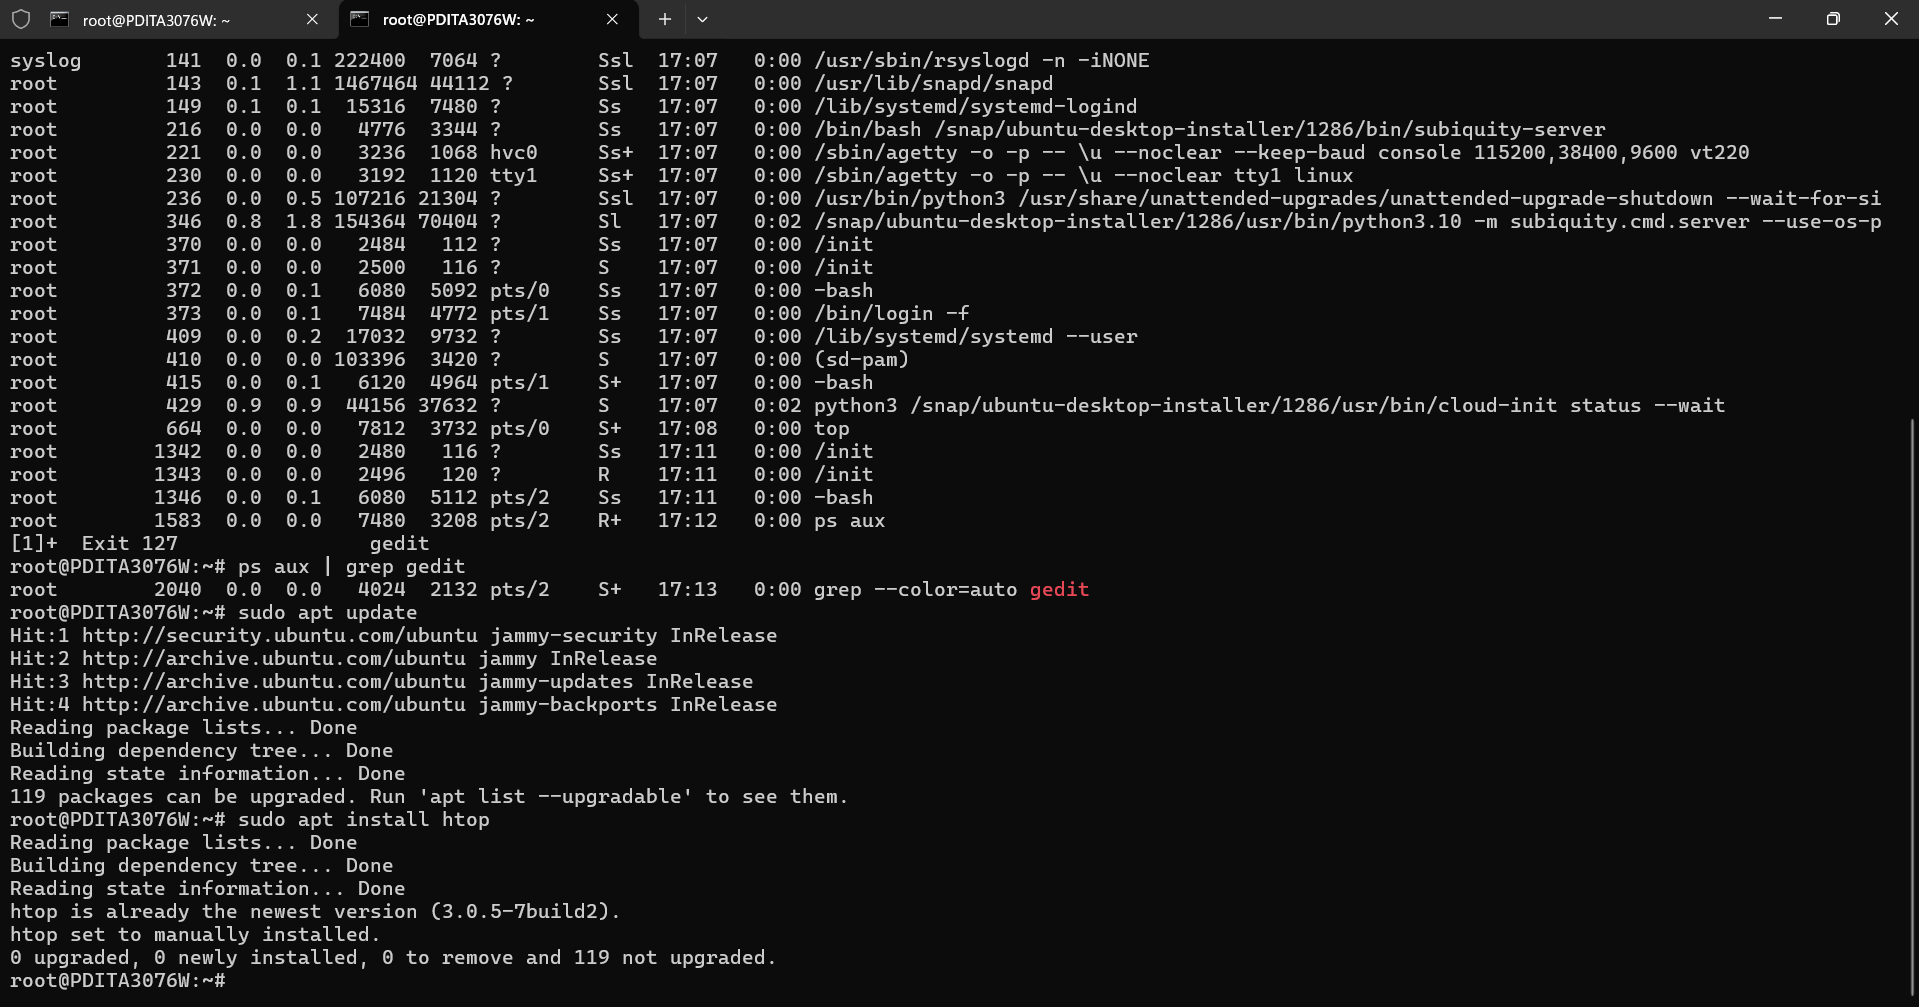 root@PDITA3076W: ~
root@PDITA3076W: ~
syslog       141  0.0  0.1 222400  7064 ?        Ssl  17:07   0:00 /usr/sbin/rsyslogd -n -iNONE
root         143  0.1  1.1 1467464 44112 ?       Ssl  17:07   0:00 /usr/lib/snapd/snapd
root         149  0.1  0.1  15316  7480 ?        Ss   17:07   0:00 /lib/systemd/systemd-logind
root         216  0.0  0.0   4776  3344 ?        Ss   17:07   0:00 /bin/bash /snap/ubuntu-desktop-installer/1286/bin/subiquity-server
root         221  0.0  0.0   3236  1068 hvc0     Ss+  17:07   0:00 /sbin/agetty -o -p -- \u --noclear --keep-baud console 115200,38400,9600 vt220
root         230  0.0  0.0   3192  1120 tty1     Ss+  17:07   0:00 /sbin/agetty -o -p -- \u --noclear tty1 linux
root         236  0.0  0.5 107216 21304 ?        Ssl  17:07   0:00 /usr/bin/python3 /usr/share/unattended-upgrades/unattended-upgrade-shutdown --wait-for-si
root         346  0.8  1.8 154364 70404 ?        Sl   17:07   0:02 /snap/ubuntu-desktop-installer/1286/usr/bin/python3.10 -m subiquity.cmd.server --use-os-p
root         370  0.0  0.0   2484   112 ?        Ss   17:07   0:00 /init
root         371  0.0  0.0   2500   116 ?        S    17:07   0:00 /init
root         372  0.0  0.1   6080  5092 pts/0    Ss   17:07   0:00 -bash
root         373  0.0  0.1   7484  4772 pts/1    Ss   17:07   0:00 /bin/login -f
root         409  0.0  0.2  17032  9732 ?        Ss   17:07   0:00 /lib/systemd/systemd --user
root         410  0.0  0.0 103396  3420 ?        S    17:07   0:00 (sd-pam)
root         415  0.0  0.1   6120  4964 pts/1    S+   17:07   0:00 -bash
root         429  0.9  0.9  44156 37632 ?        S    17:07   0:02 python3 /snap/ubuntu-desktop-installer/1286/usr/bin/cloud-init status --wait
root         664  0.0  0.0   7812  3732 pts/0    S+   17:08   0:00 top
root        1342  0.0  0.0   2480   116 ?        Ss   17:11   0:00 /init
root        1343  0.0  0.0   2496   120 ?        R    17:11   0:00 /init
root        1346  0.0  0.1   6080  5112 pts/2    Ss   17:11   0:00 -bash
root        1583  0.0  0.0   7480  3208 pts/2    R+   17:12   0:00 ps aux
[1]+  Exit 127                gedit
root@PDITA3076W:~# ps aux | grep gedit
root        2040  0.0  0.0   4024  2132 pts/2    S+   17:13   0:00 grep --color=auto gedit
root@PDITA3076W:~# sudo apt update
Hit:1 http://security.ubuntu.com/ubuntu jammy-security InRelease
Hit:2 http://archive.ubuntu.com/ubuntu jammy InRelease
Hit:3 http://archive.ubuntu.com/ubuntu jammy-updates InRelease
Hit:4 http://archive.ubuntu.com/ubuntu jammy-backports InRelease
Reading package lists... Done
Building dependency tree... Done
Reading state information... Done
119 packages can be upgraded. Run 'apt list --upgradable' to see them.
root@PDITA3076W:~# sudo apt install htop
Reading package lists... Done
Building dependency tree... Done
Reading state information... Done
htop is already the newest version (3.0.5-7build2).
htop set to manually installed.
0 upgraded, 0 newly installed, 0 to remove and 119 not upgraded.
root@PDITA3076W:~#